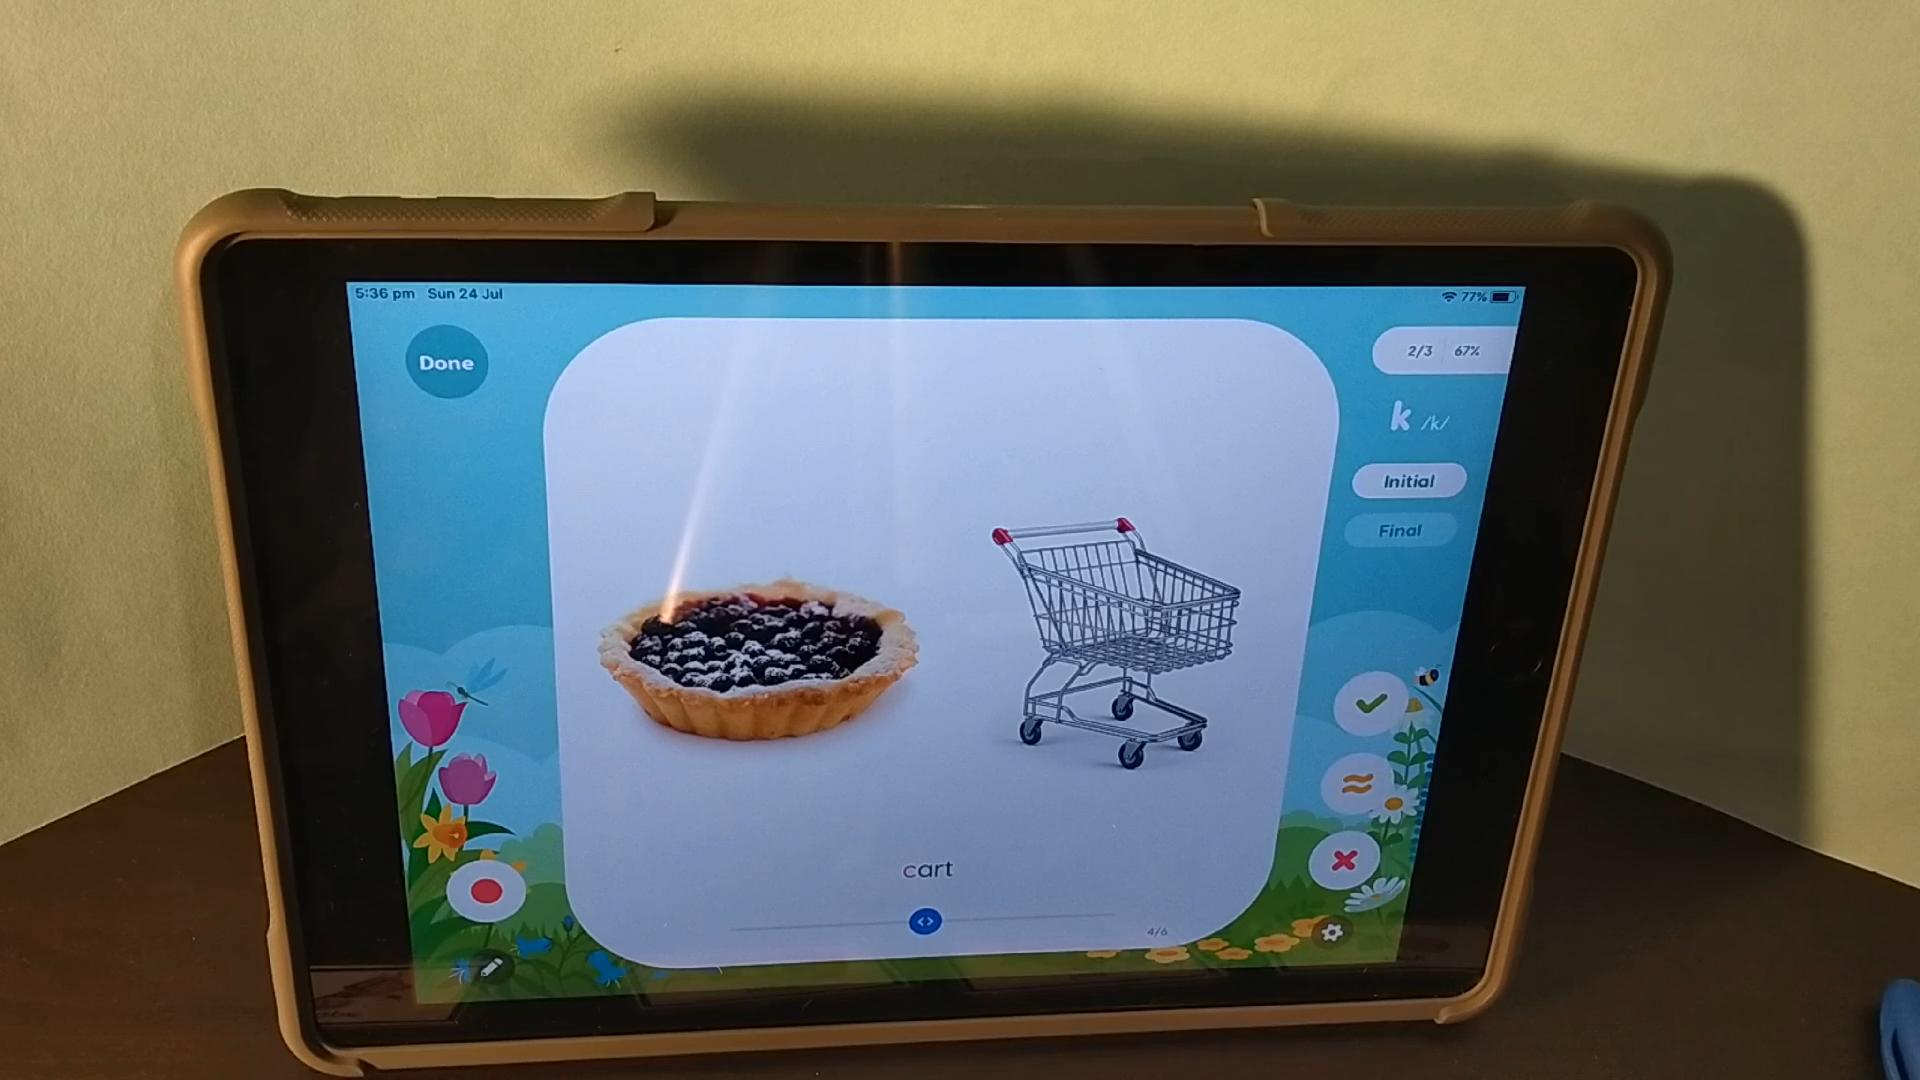 5:36 pm Sun 24 Jul
77%
Done
2/3 67%
k /k/
Initial
Final
cart
4/6